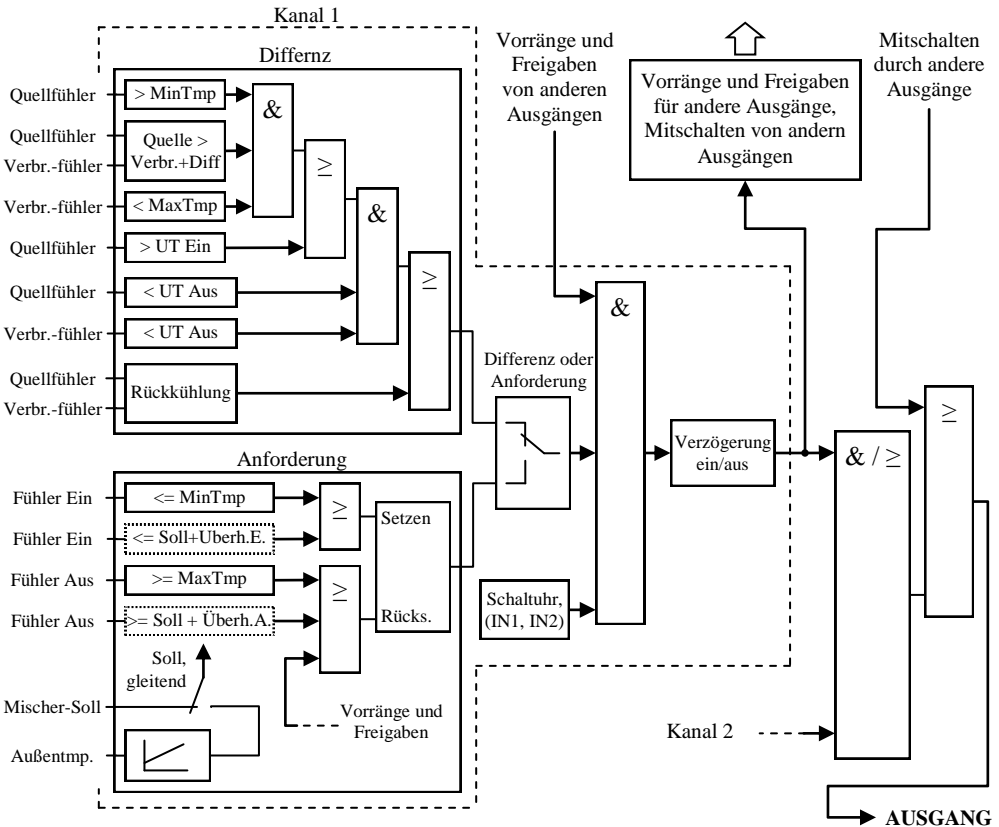 Kanal 1
Differnz
Quellfühler
> MinTmp
&
Quellfühler
Verbr.-fühler
Quelle >
Verbr.+Diff
≥
Verbr.-fühler
< MaxTmp
&
Quellfühler
> UT Ein
≥
Quellfühler
< UT Aus
Verbr.-fühler
< UT Aus
Quellfühler
Verbr.-fühler
Rückkühlung
Vorränge und
Freigaben
von anderen
Ausgängen
Vorränge und Freigaben
für andere Ausgänge,
Mitschalten von andern
Ausgängen
Mitschalten
durch andere
Ausgänge
&
Differenz oder
Anforderung
Verzögerung
ein/aus
& / ≥
≥
Anforderung
Fühler Ein
<= MinTmp
≥
Setzen
Fühler Ein
<= Soll+Uberh.E.
Fühler Aus
>= MaxTmp
≥
Fühler Aus
>= Soll + Überh.A.
Rücks.
Schaltuhr,
(IN1, IN2)
Soll,
gleitend
Mischer-Soll
Vorränge und
Freigaben
Außentmp.
Kanal 2
AUSGANG